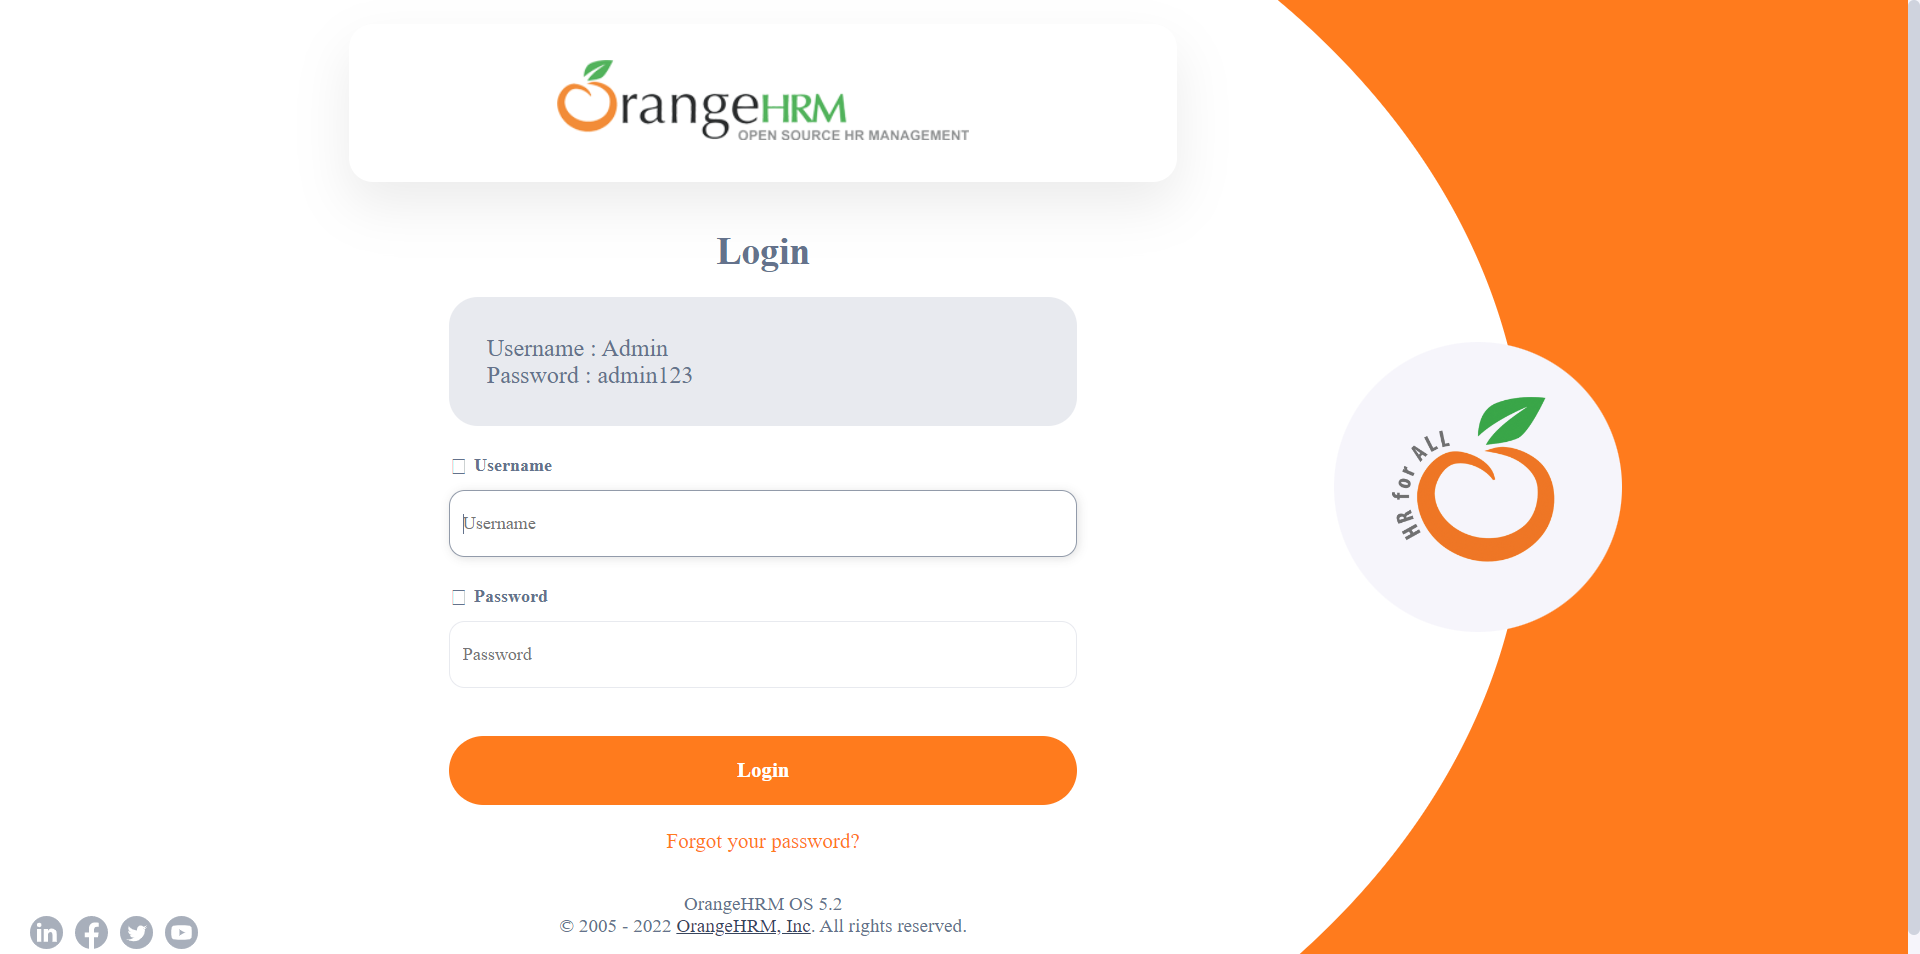 OrangeHRM
OPEN SOURCE HR MANAGEMENT
Login
Username : Admin
Password : admin123
Username
Username
Password
Password
Login
Forgot your password?
OrangeHRM OS 5.2
© 2005 - 2022 OrangeHRM, Inc. All rights reserved.
HR for ALL